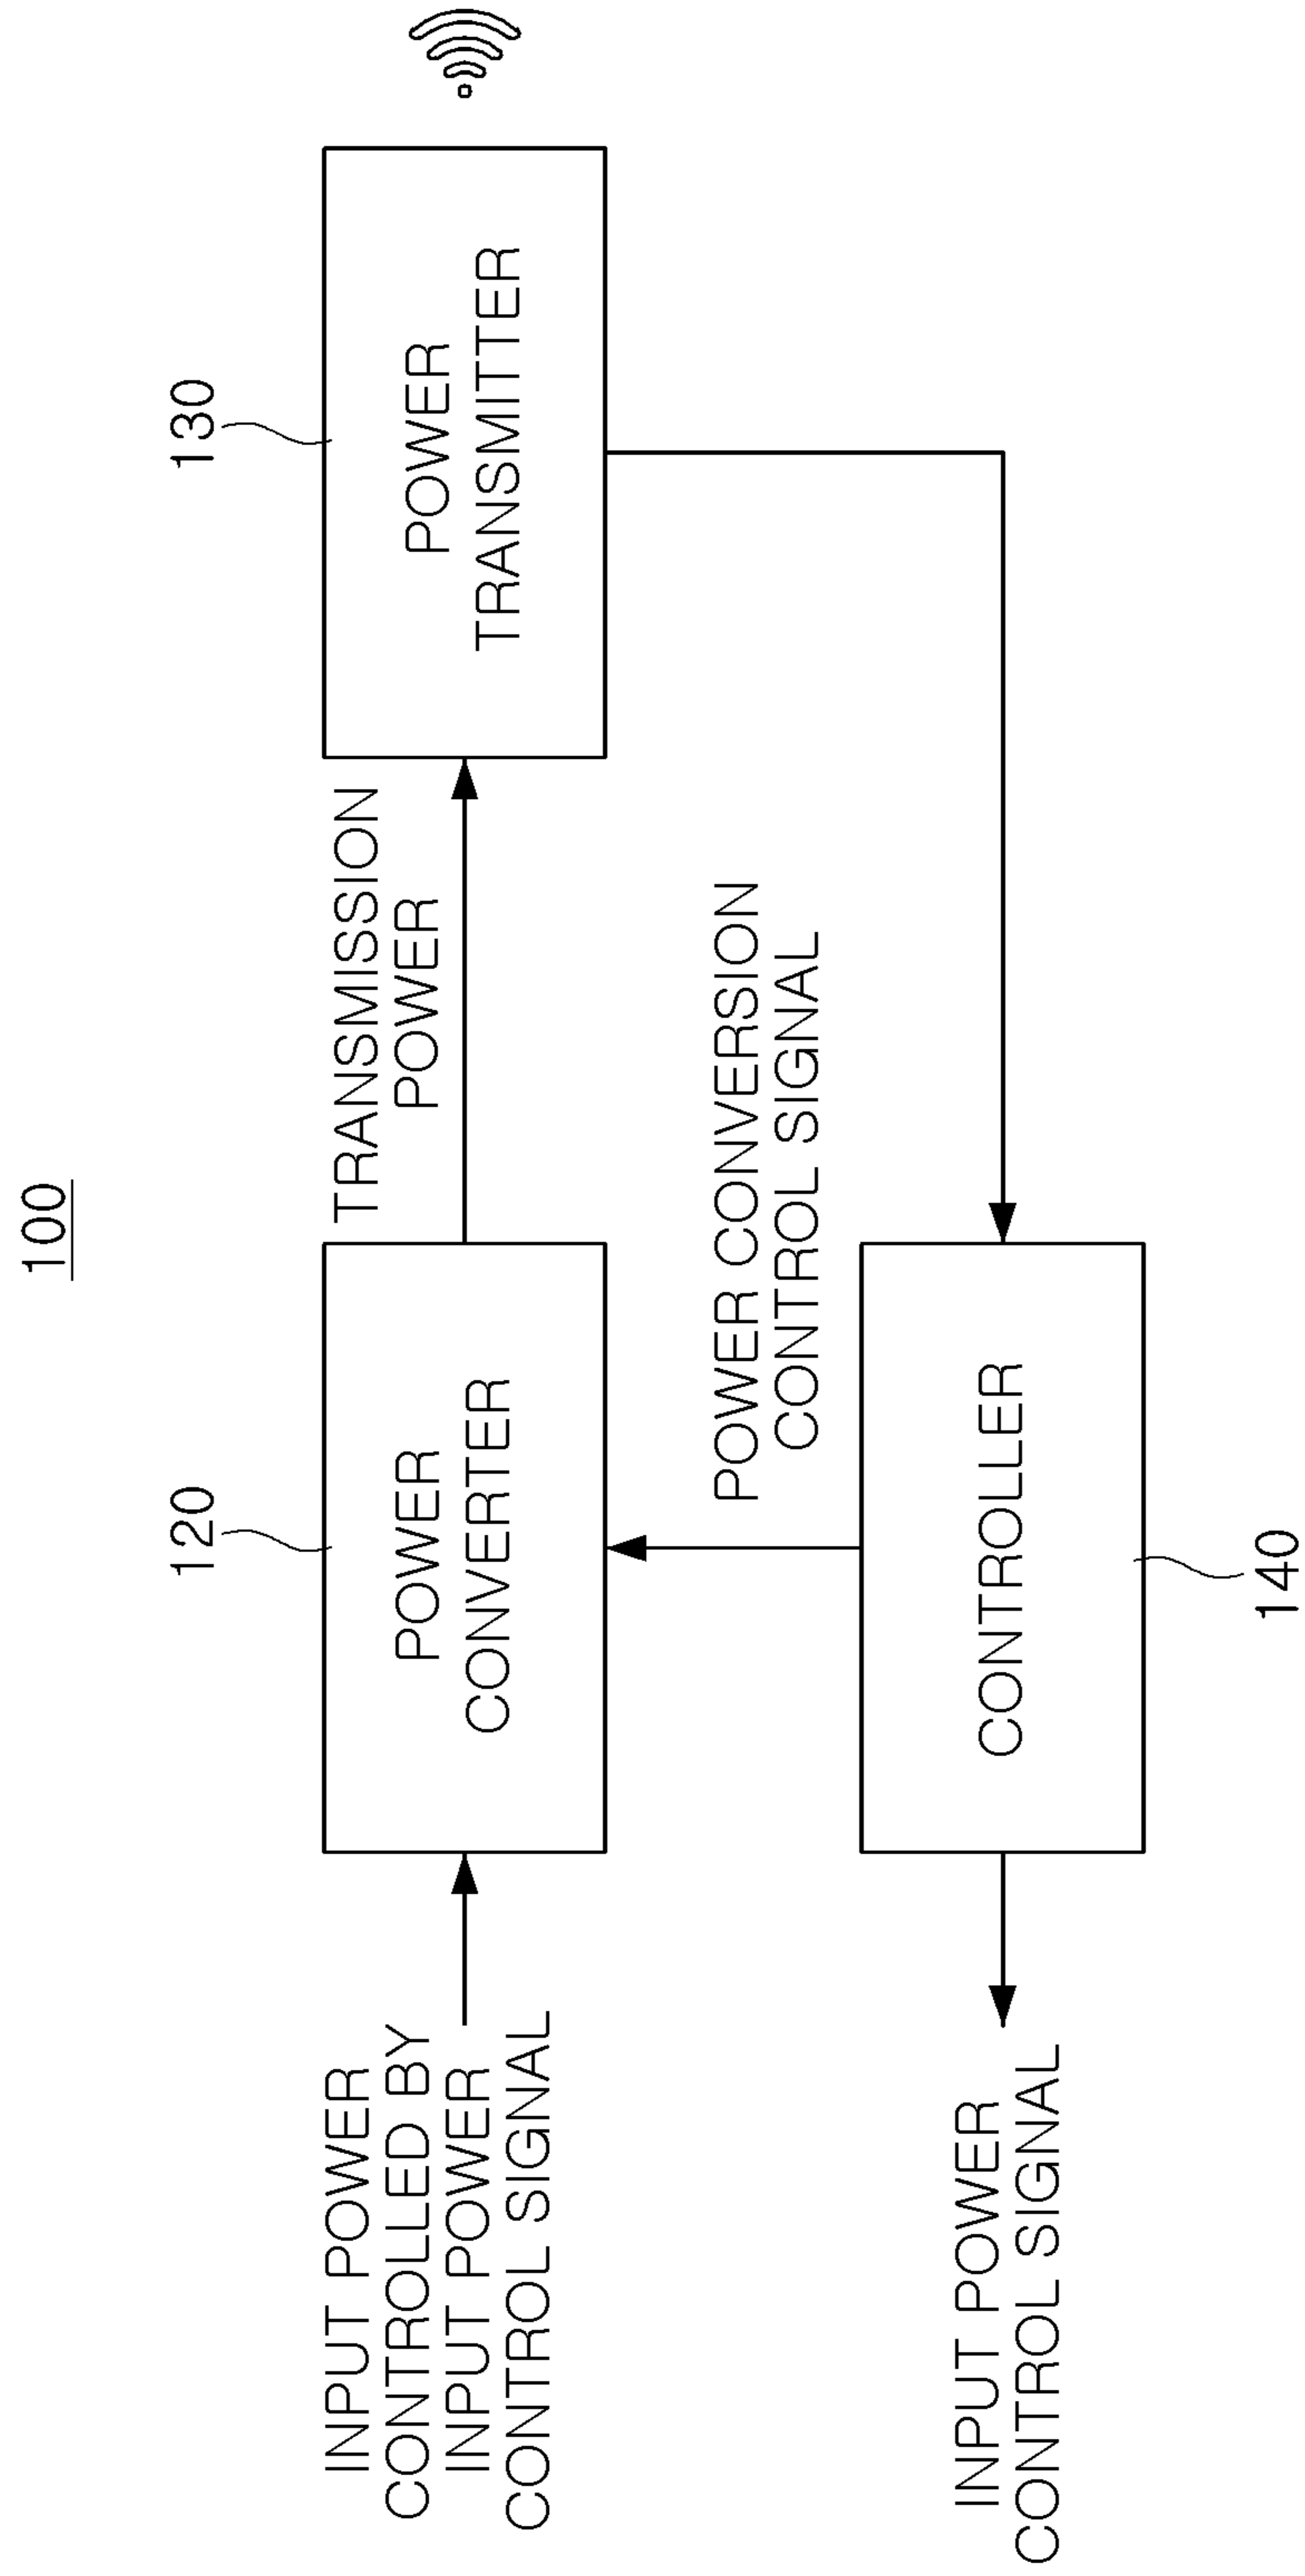 100
120
130
INPUT POWER
CONTROLLED BY
INPUT POWER
CONTROL SIGNAL
POWER
CONVERTER
TRANSMISSION
POWER
POWER
TRANSMITTER
POWER CONVERSION
CONTROL SIGNAL
INPUT POWER
CONTROL SIGNAL
CONTROLLER
140